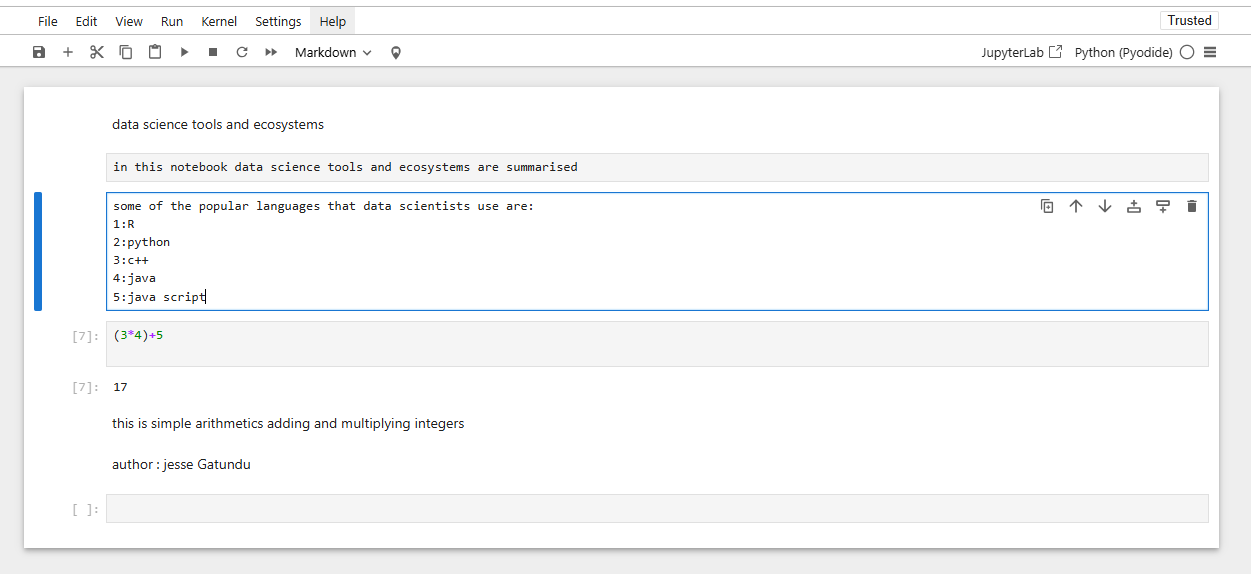 File Edit View Run Kernel Settings Help Trusted
Markdown JupyterLab Python (Pyodide)
data science tools and ecosystems
in this notebook data science tools and ecosystems are summarised
some of the popular languages that data scientists use are:
1:R
2:python
3:c++
4:java
5:java script
[7]: (3*4)+5
[7]: 17
this is simple arithmetics adding and multiplying integers
author : jesse Gatundu
[ ]: